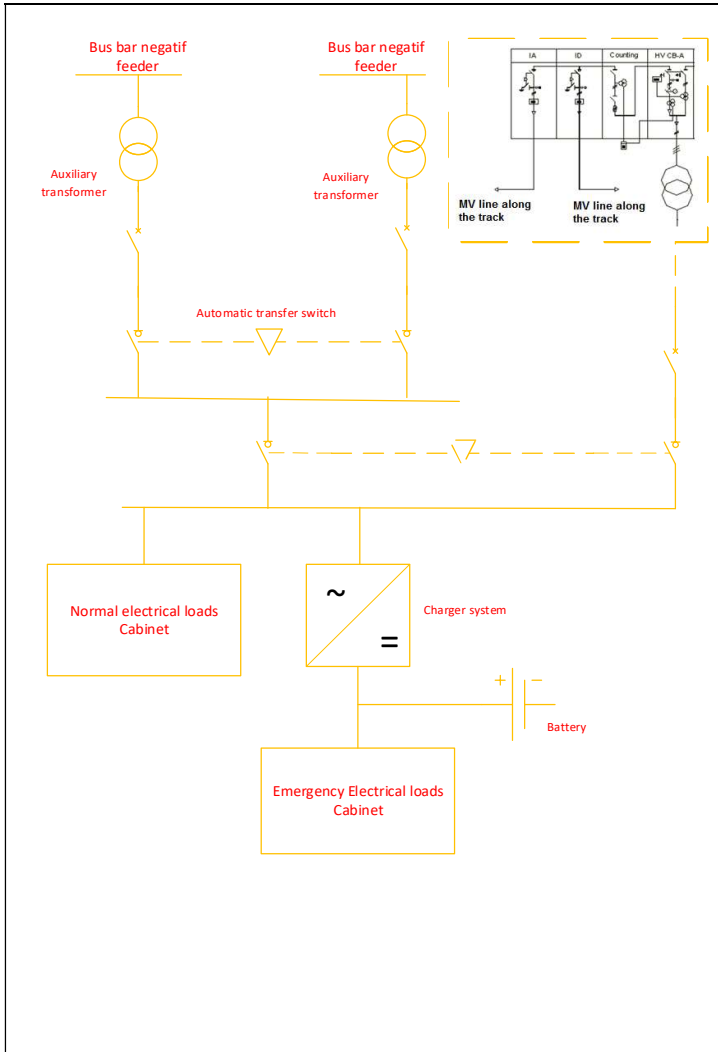 Bus bar negatif
feeder
Bus bar negatif
feeder
IA
ID
Counting
HV CB-A
Auxiliary
transformer
Auxiliary
transformer
MV line along
the track
MV line along
the track
Automatic transfer switch
Normal electrical loads
Cabinet
~
=
Charger system
+
−
Battery
Emergency Electrical loads
Cabinet